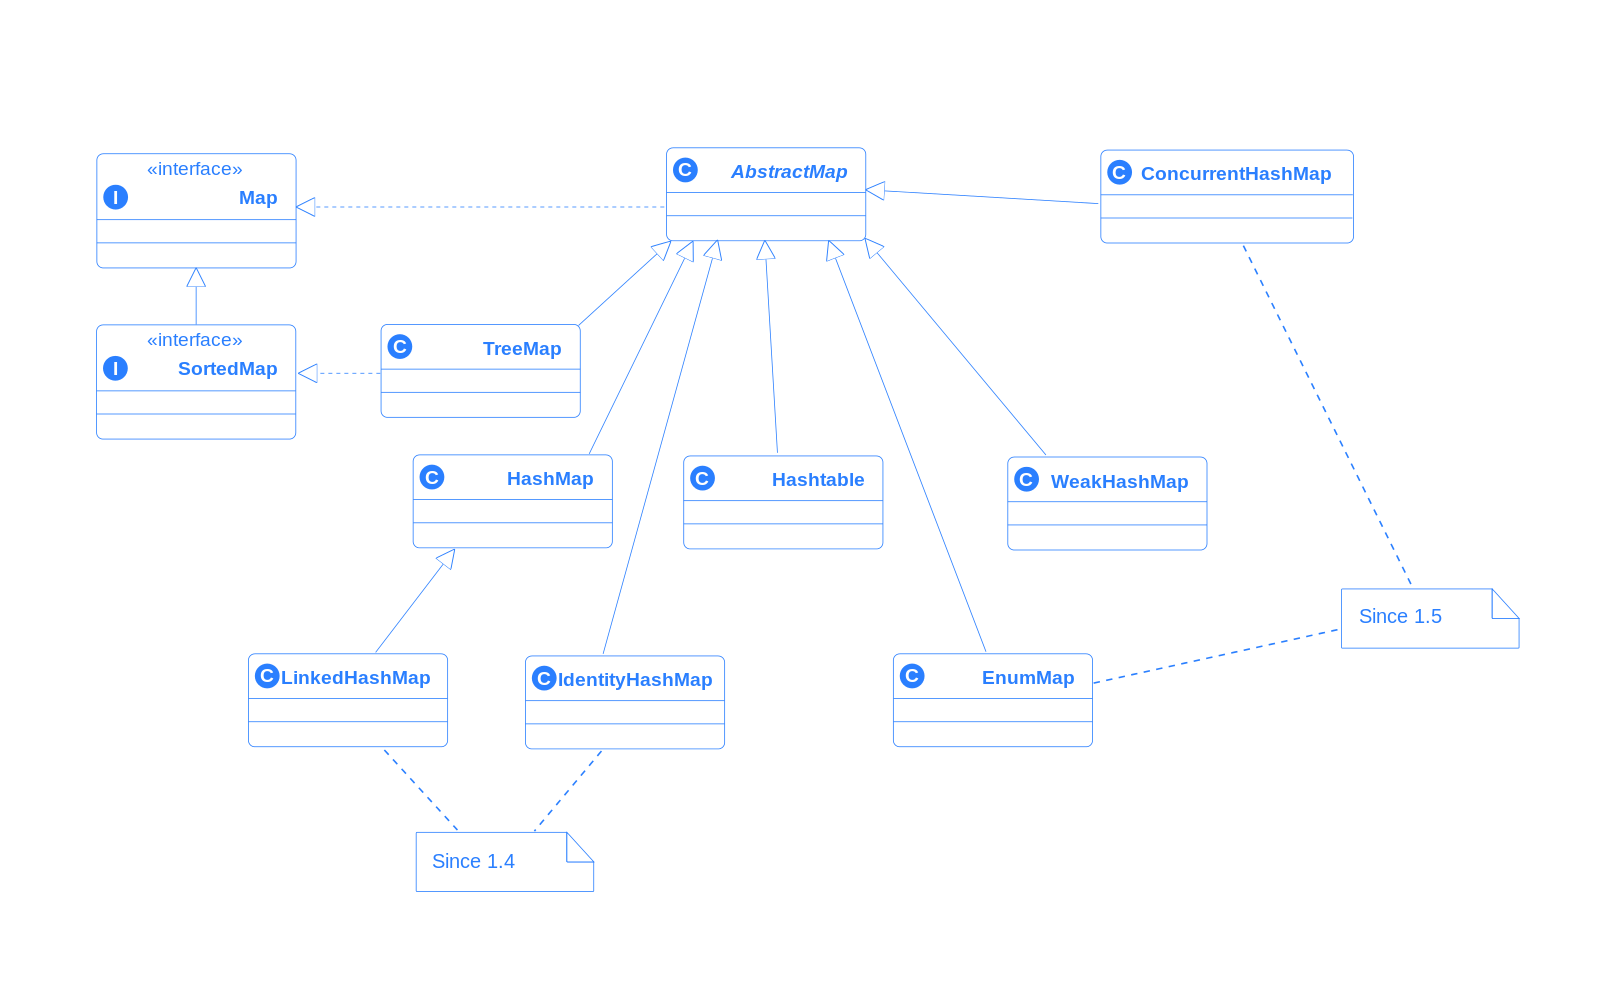 «interface»
I Map
C AbstractMap
C ConcurrentHashMap
«interface»
I SortedMap
C TreeMap
C HashMap
C Hashtable
C WeakHashMap
Since 1.5
C LinkedHashMap
C IdentityHashMap
C EnumMap
Since 1.4